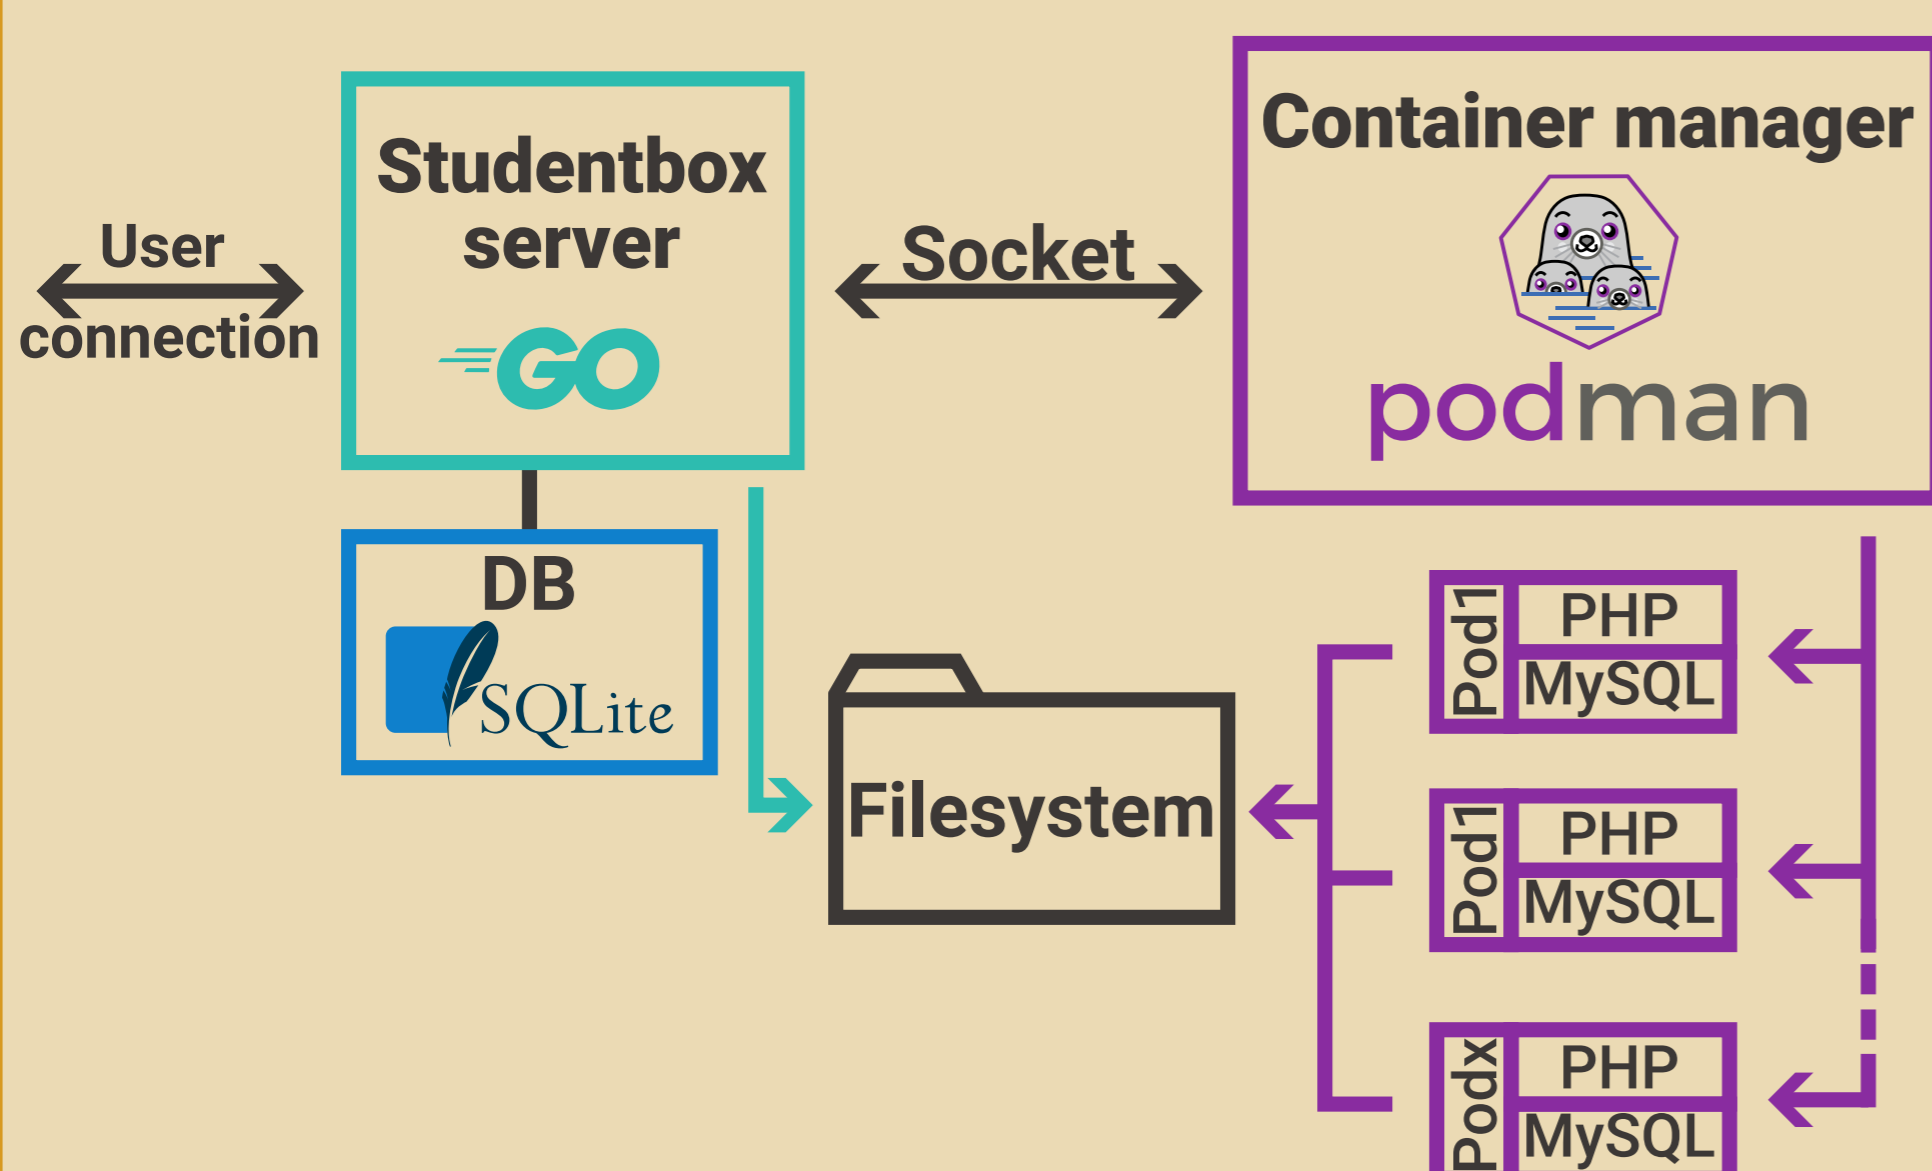 User
connection
Studentbox
server
GO
Socket
Container manager
podman
DB
SQLite
Filesystem
Pod1
PHP
MySQL
Pod1
PHP
MySQL
Podx
PHP
MySQL